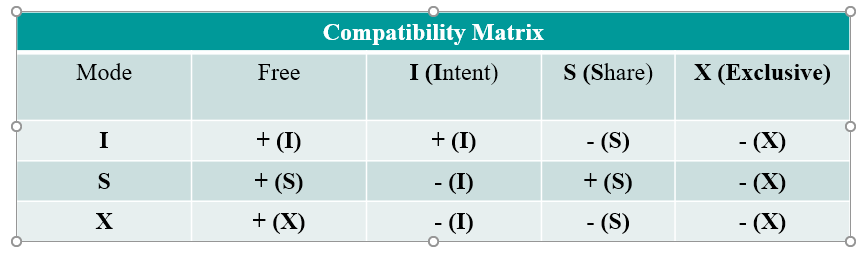 Compatibility Matrix
Mode Free I (Intent) S (Share) X (Exclusive)
I + (I) + (I) - (S) - (X)
S + (S) - (I) + (S) - (X)
X + (X) - (I) - (S) - (X)